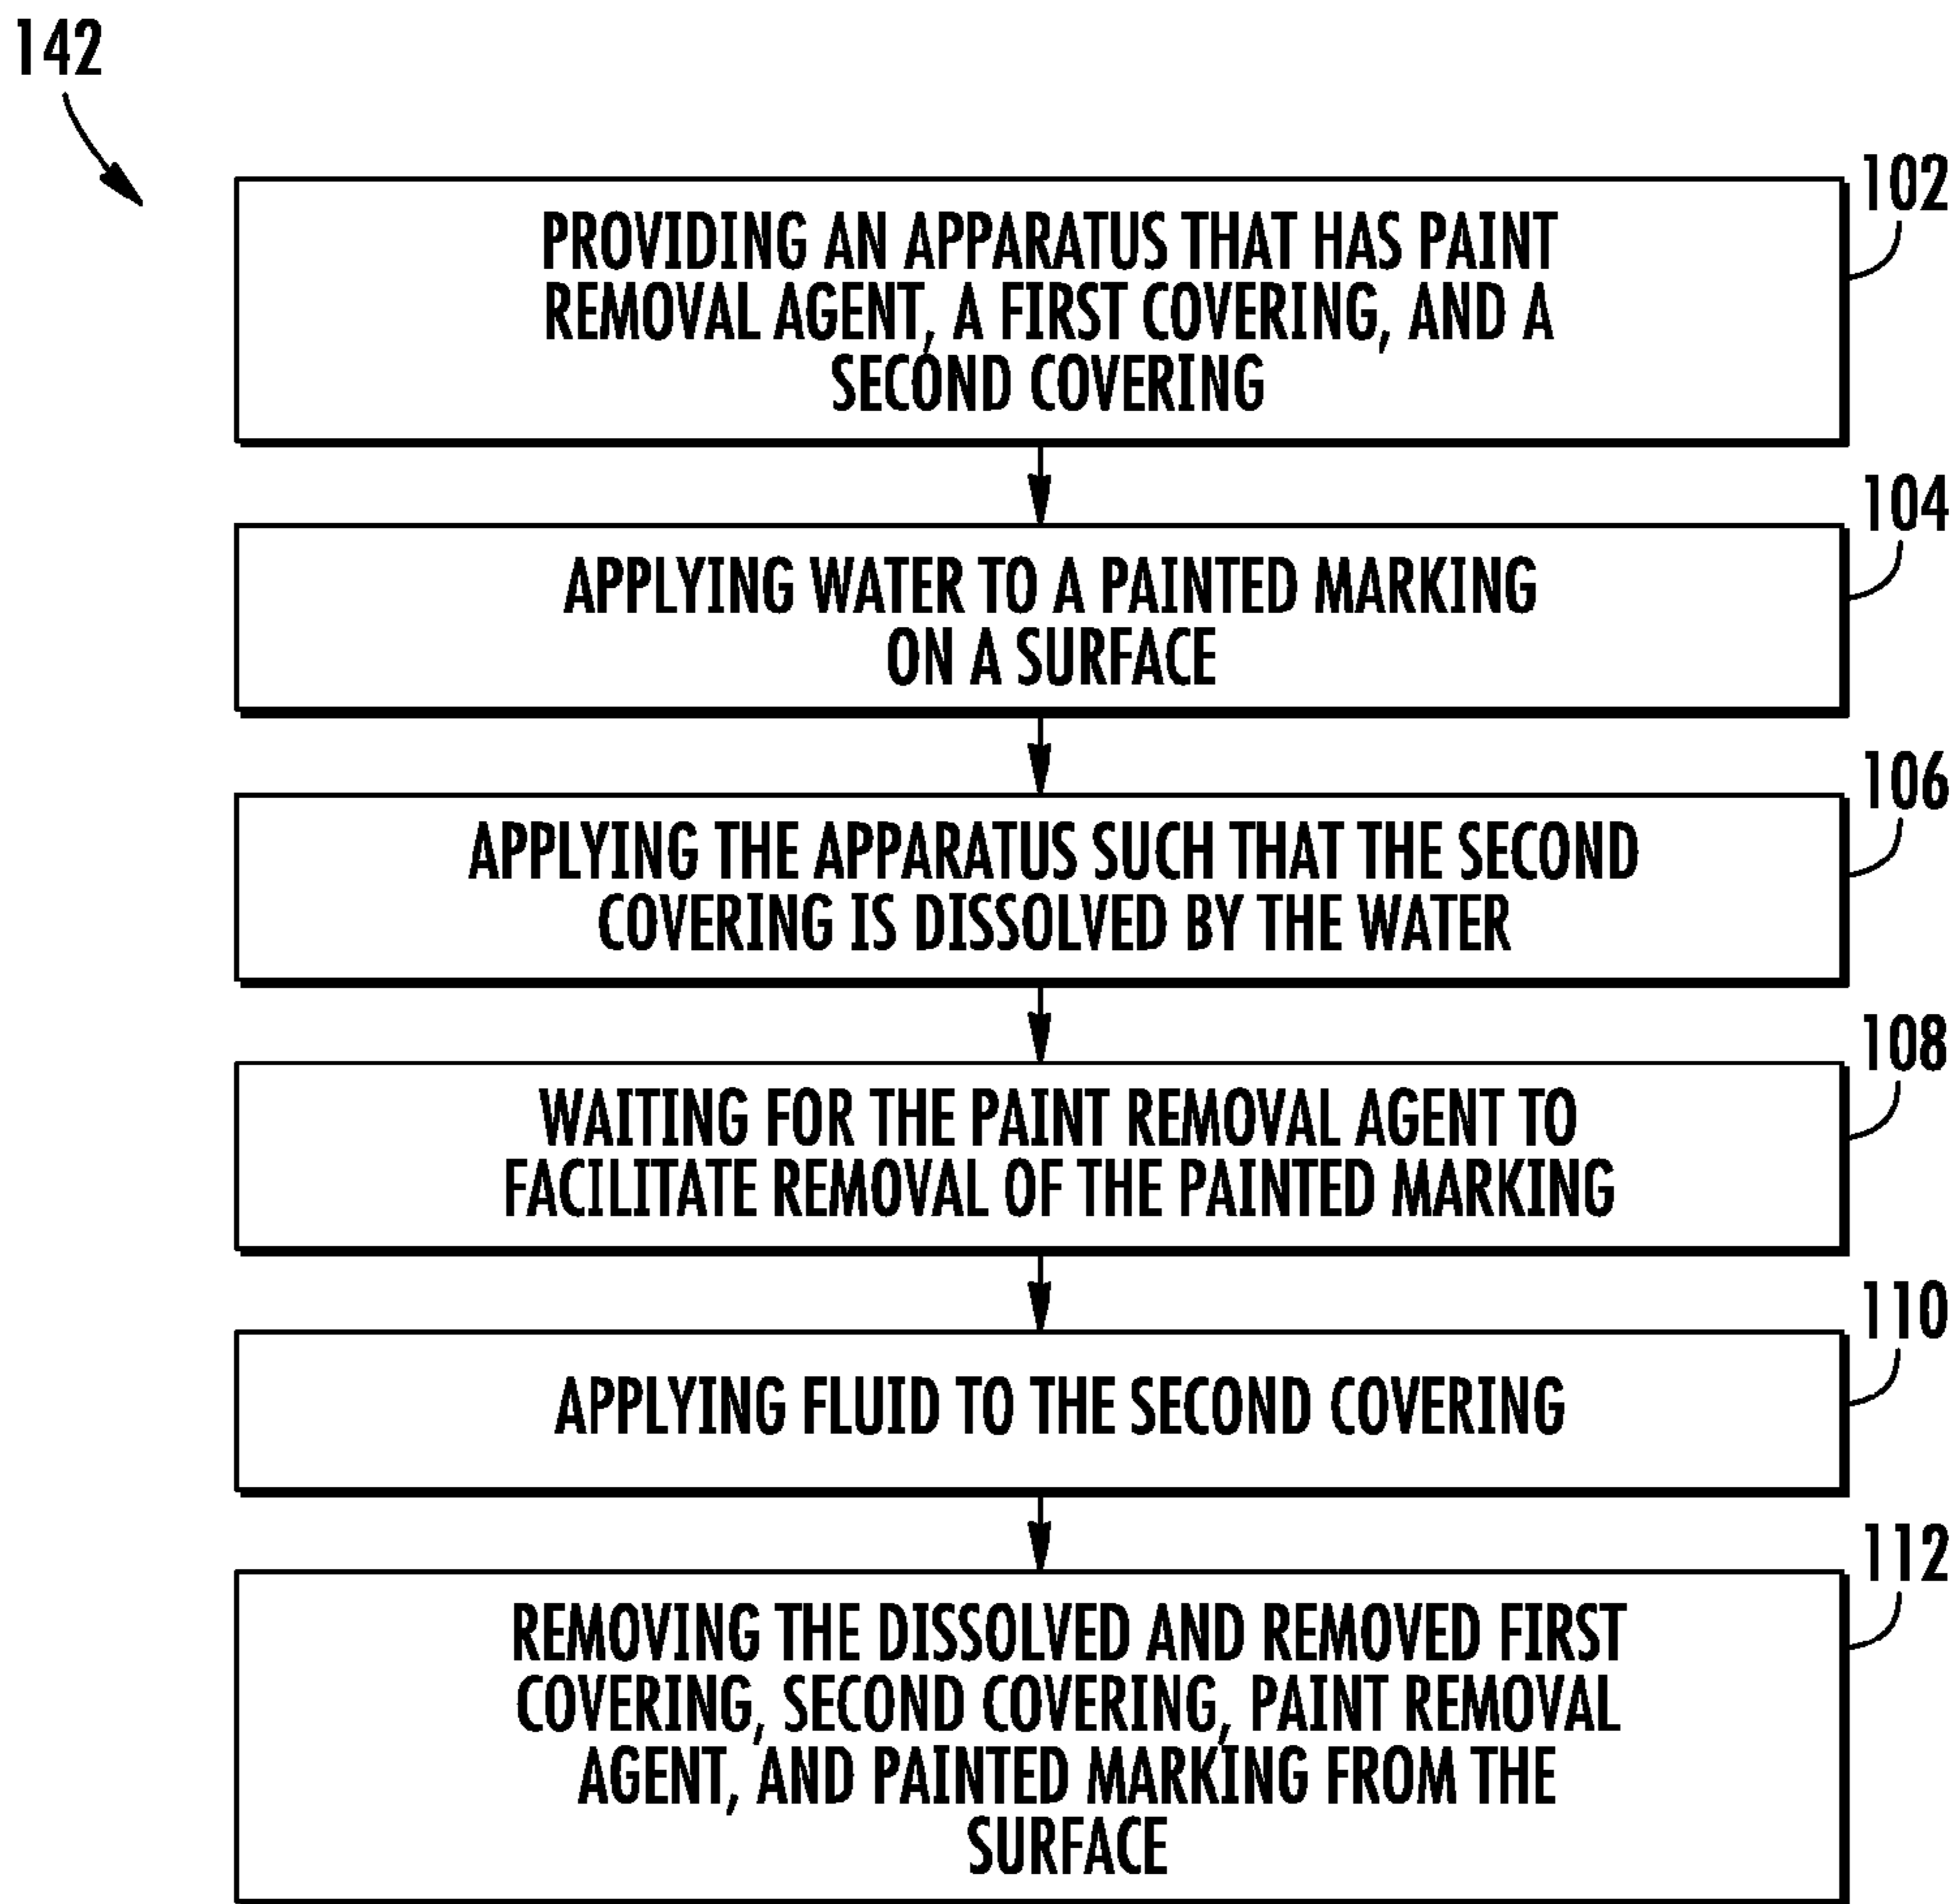 142
102
PROVIDING AN APPARATUS THAT HAS PAINT
REMOVAL AGENT, A FIRST COVERING, AND A
SECOND COVERING
104
APPLYING WATER TO A PAINTED MARKING
ON A SURFACE
106
APPLYING THE APPARATUS SUCH THAT THE SECOND
COVERING IS DISSOLVED BY THE WATER
108
WAITING FOR THE PAINT REMOVAL AGENT TO
FACILITATE REMOVAL OF THE PAINTED MARKING
110
APPLYING FLUID TO THE SECOND COVERING
112
REMOVING THE DISSOLVED AND REMOVED FIRST
COVERING, SECOND COVERING, PAINT REMOVAL
AGENT, AND PAINTED MARKING FROM THE
SURFACE